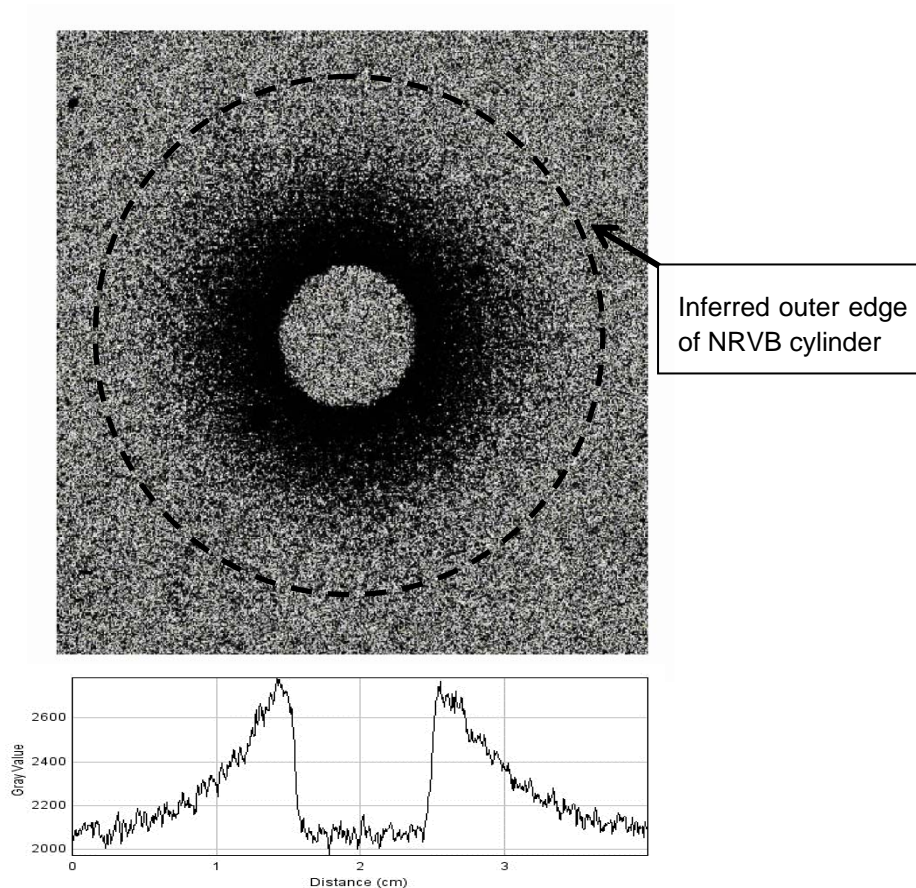 Inferred outer edge
of NRVB cylinder
2600
2400
2200
2000
Gray Value
0 1 2 3
Distance (cm)